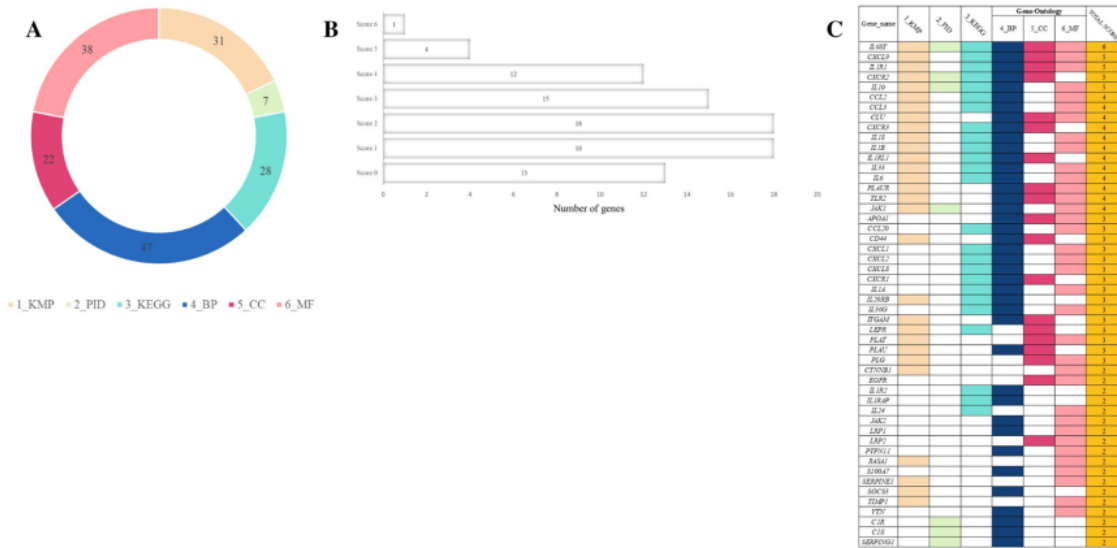 A
31
7
28
47
22
38
1_KMP 2_PID 3_KEGG 4_BP 5_CC 6_MF
B
Score 6 1
Score 5 4
Score 4 12
Score 3 15
Score 2 18
Score 1 18
Score 0 13
0 2 4 6 8 10 12 14 16 18 20
Number of genes
C
Gene Ontology
Gene_name 1_KMP 2_PID 3_KEGG 4_BP 5_CC 6_MF TOTAL SCORE
IL6ST 6
CXCL9 5
IL1R1 5
CXCR2 5
IL10 5
CCL2 4
CCL5 4
CLU 4
CXCR3 4
IL18 4
IL1B 4
IL1RL1 4
IL33 4
IL6 4
PLAUR 4
TLR2 4
JAK1 4
APOA1 3
CCL20 3
CD44 3
CXCL1 3
CXCL2 3
CXCL8 3
CXCR1 3
IL1A 3
IL20RB 3
IL36G 3
ITGAM 3
LEPR 3
PLAT 3
PLAU 3
PLG 3
CTNNB1 2
EGFR 2
IL1R2 2
IL1RAP 2
IL24 2
JAK2 2
LRP1 2
LRP2 2
PTPN11 2
RASA1 2
S100A7 2
SERPINE1 2
SOCS3 2
TIMP1 2
VTN 2
C1R 2
C1S 2
SERPING1 2